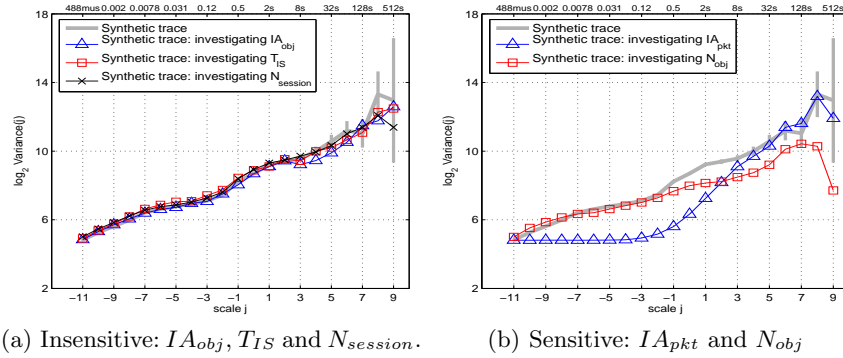 488mus 0.002 0.0078 0.031 0.12 0.5 2s 8s 32s 128s 512s
18
14
10
6
2
log2 Variance(j)
Synthetic trace
Synthetic trace: investigating IAobj
Synthetic trace: investigating TIS
Synthetic trace: investigating Nsession
−11 −9 −7 −5 −3 −1 1 3 5 7 9
scale j
(a) Insensitive: IAobj, TIS and Nsession.
488mus 0.002 0.0078 0.031 0.12 0.5 2s 8s 32s 128s 512s
18
14
10
6
2
log2 Variance(j)
Synthetic trace
Synthetic trace: investigating IApkt
Synthetic trace: investigating Nobj
−11 −9 −7 −5 −3 −1 1 3 5 7 9
scale j
(b) Sensitive: IApkt and Nobj